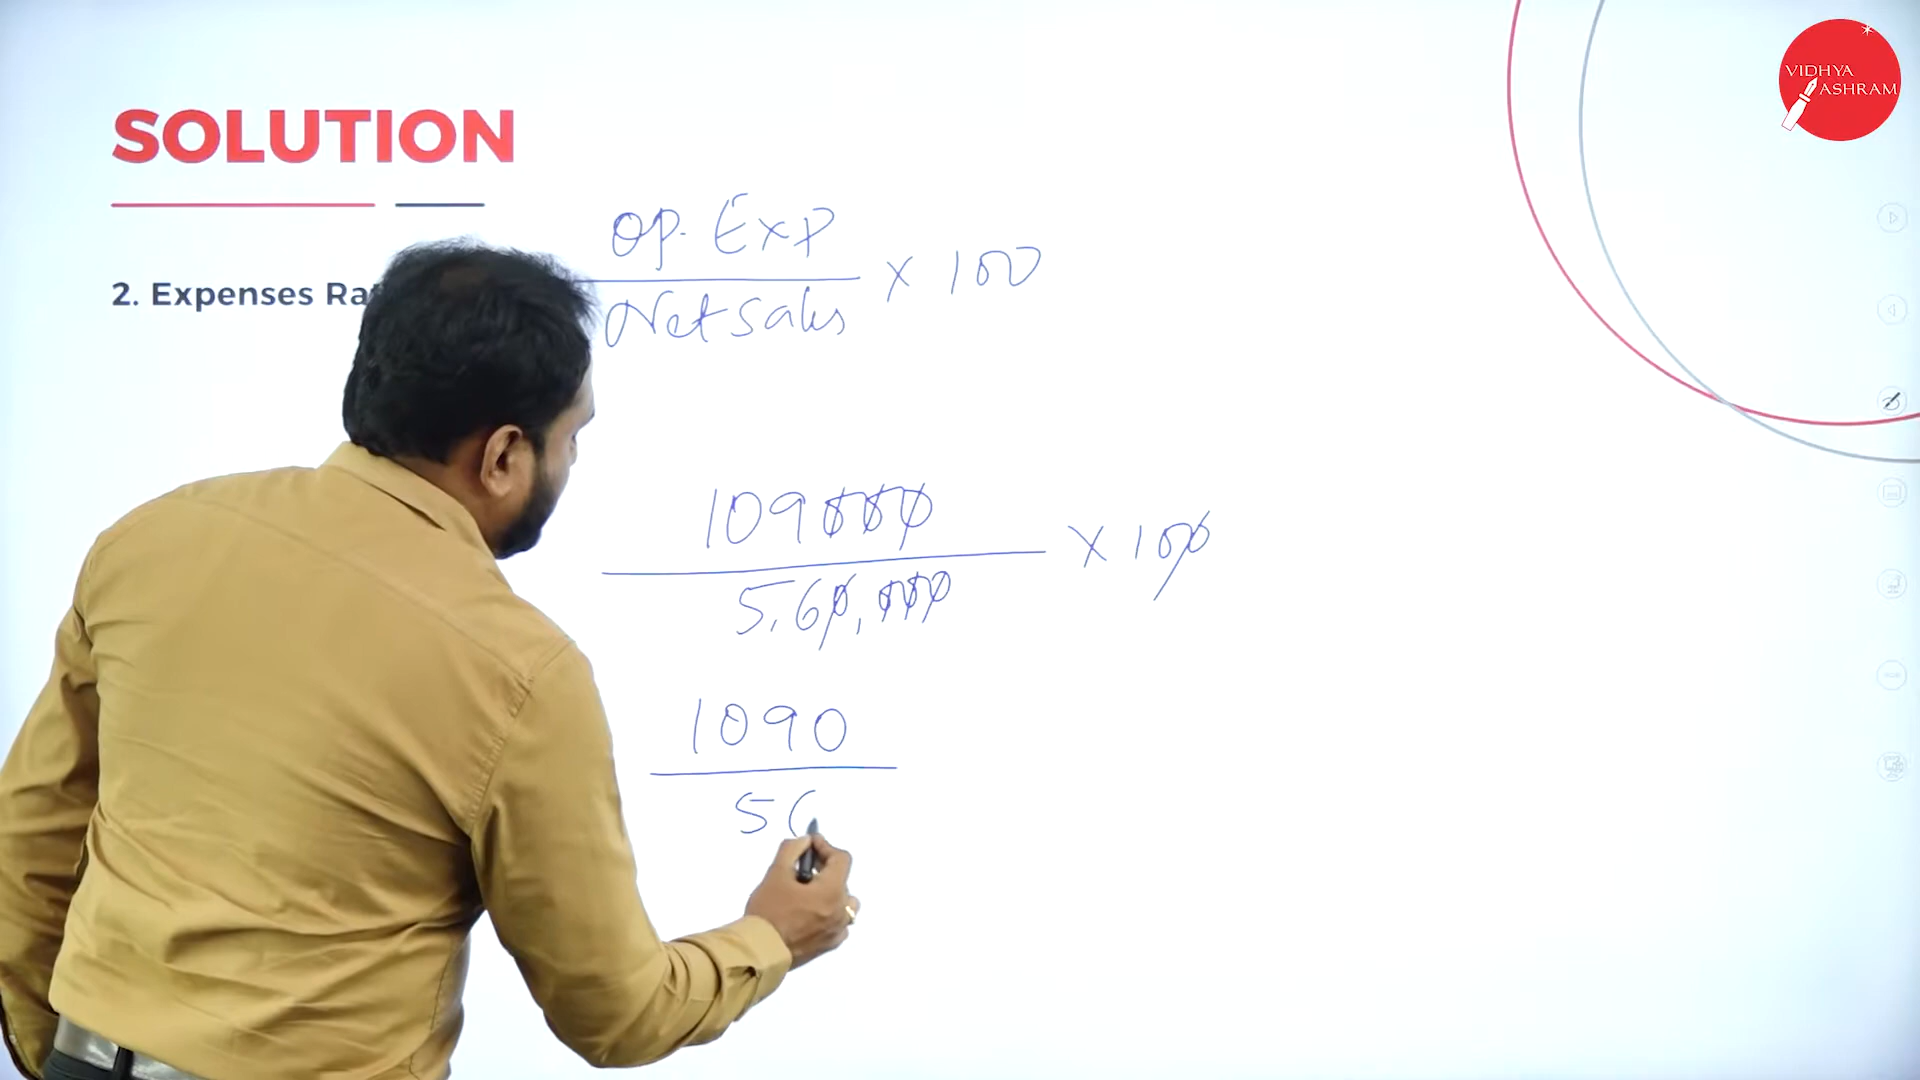 VIDHYA
ASHRAM
SOLUTION
Op. Exp
Net Sales
× 100
2. Expenses Ra
109000
5,60,000
× 100
1090
56